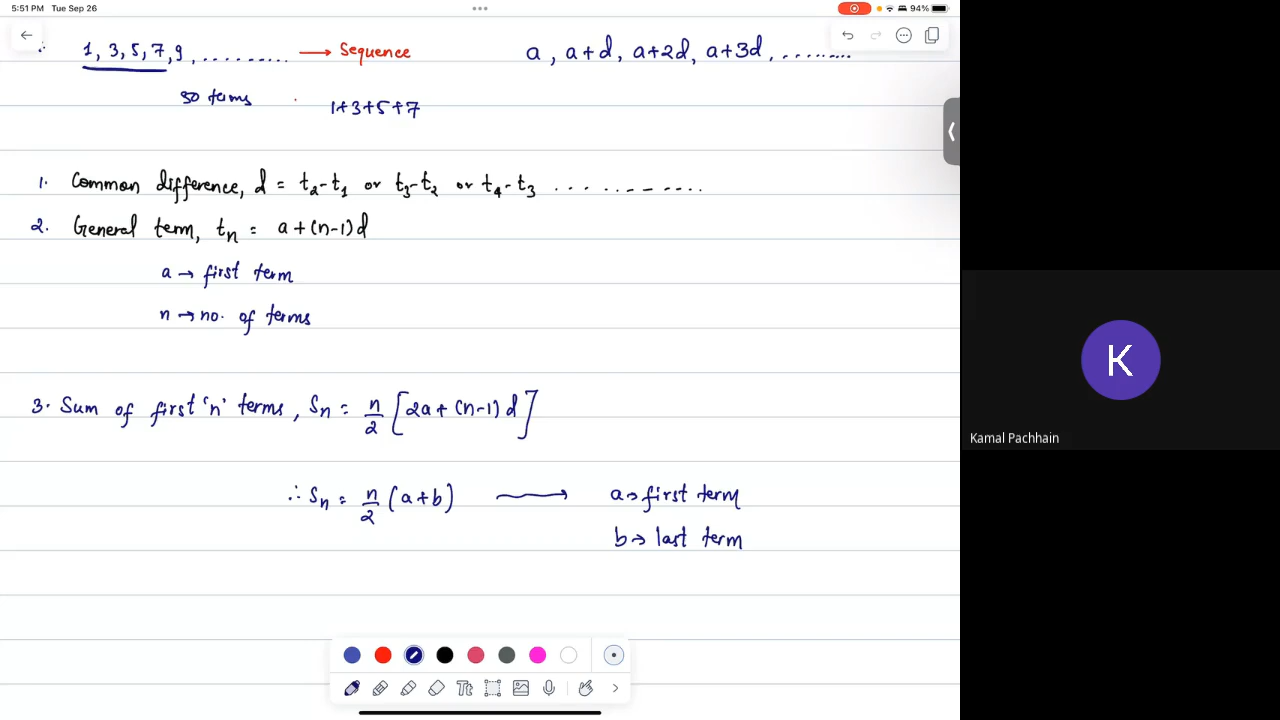 5:51 PM Tue Sep 26
94%
1, 3, 5, 7, 9, .......... → Sequence
a, a+d, a+2d, a+3d, ..........
50 terms
1+3+5+7
1. Common difference, d = t₂-t₁ or t₃-t₂ or t₄-t₃ ..........
2. General term, tₙ = a+(n-1)d
a → first term
n → no. of terms
3. Sum of first 'n' terms, Sₙ = n/2 [2a+(n-1)d]
∴ Sₙ = n/2 (a+b) → a → first term
b → last term
Tt
K
Kamal Pachhain